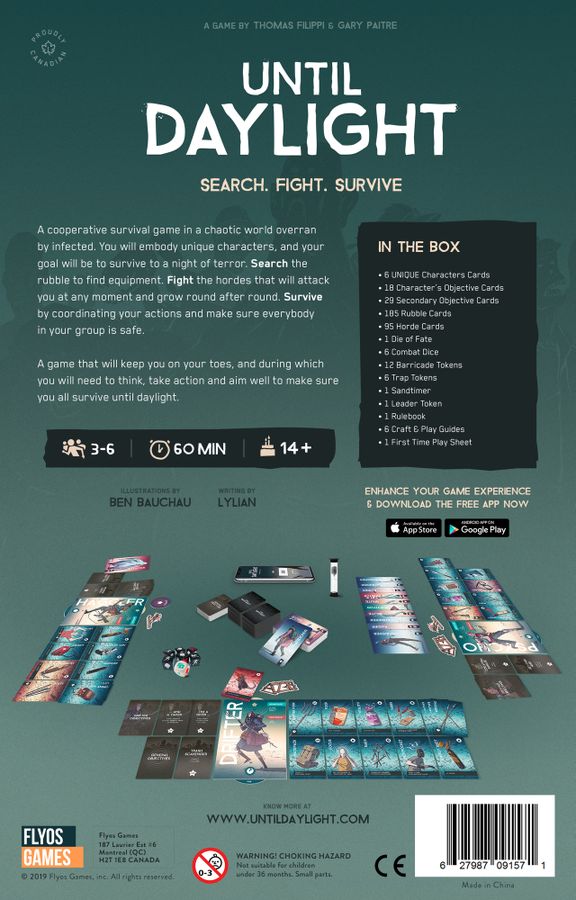 A GAME BY THOMAS FILIPPI & GARY PAITRE
PROUDLY CANADIAN
UNTIL
DAYLIGHT
SEARCH. FIGHT. SURVIVE
A cooperative survival game in a chaotic world overran
by infected. You will embody unique characters, and your
goal will be to survive to a night of terror. Search the
rubble to find equipment. Fight the hordes that will attack
you at any moment and grow round after round. Survive
by coordinating your actions and make sure everybody
in your group is safe.
A game that will keep you on your toes, and during which
you will need to think, take action and aim well to make sure
you all survive until daylight.
3-6
60 MIN
14+
ILLUSTRATIONS BY
BEN BAUCHAU
WRITING BY
LYLIAN
IN THE BOX
• 6 UNIQUE Characters Cards
• 18 Character's Objective Cards
• 29 Secondary Objective Cards
• 185 Rubble Cards
• 95 Horde Cards
• 1 Die of Fate
• 6 Combat Dice
• 12 Barricade Tokens
• 6 Trap Tokens
• 1 Sandtimer
• 1 Leader Token
• 1 Rulebook
• 6 Craft & Play Guides
• 1 First Time Play Sheet
ENHANCE YOUR GAME EXPERIENCE
& DOWNLOAD THE FREE APP NOW
Available on the
App Store
ANDROID APP ON
Google Play
DRIFTER
KNOW MORE AT
WWW.UNTILDAYLIGHT.COM
FLYOS
GAMES
Flyos Games
187 Laurier Est #6
Montreal (QC)
H2T 1E8 CANADA
© 2019 Flyos Games, inc. All rights reserved.
0-3
WARNING! CHOKING HAZARD
Not suitable for children
under 36 months. Small parts.
CE
6 27987 09157 1
Made in China